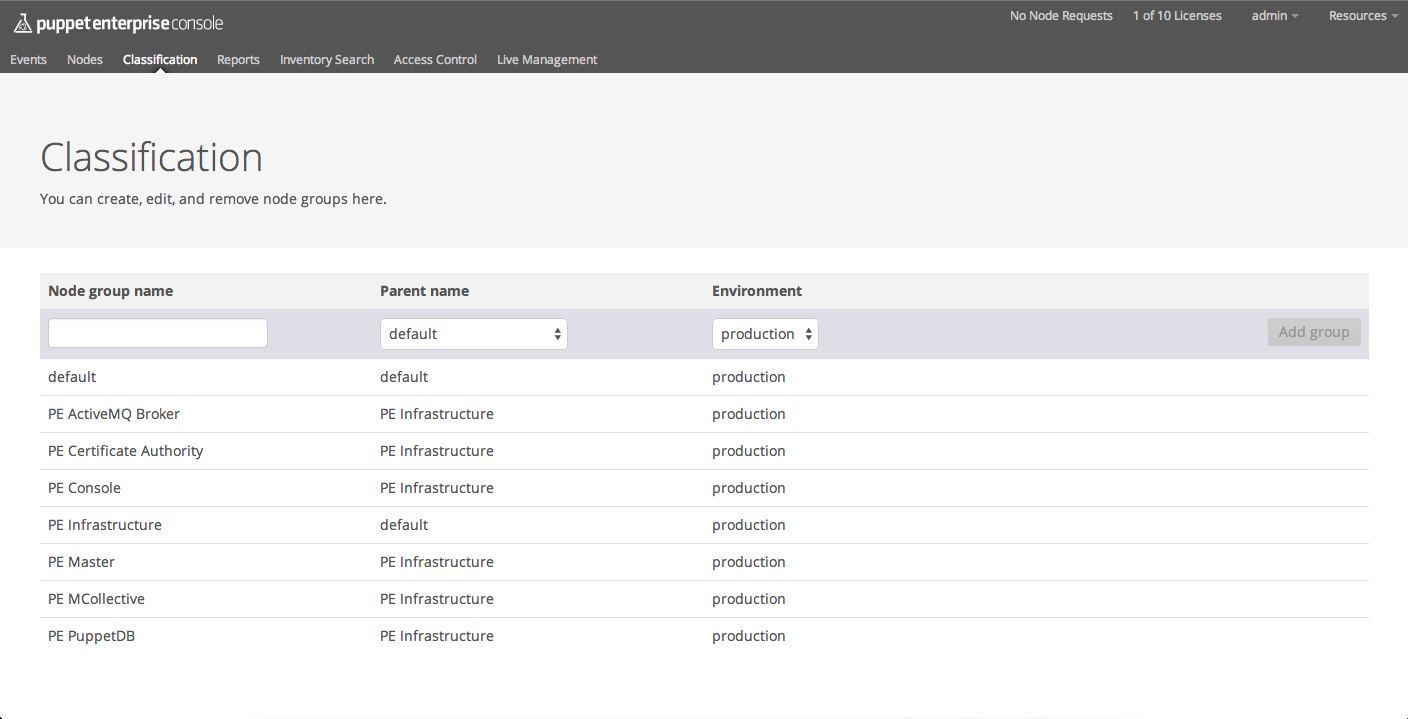 puppet enterprise console No Node Requests 1 of 10 Licenses admin Resources
Events Nodes Classification Reports Inventory Search Access Control Live Management
Classification
You can create, edit, and remove node groups here.
Node group name Parent name Environment
default production Add group
default default production
PE ActiveMQ Broker PE Infrastructure production
PE Certificate Authority PE Infrastructure production
PE Console PE Infrastructure production
PE Infrastructure default production
PE Master PE Infrastructure production
PE MCollective PE Infrastructure production
PE PuppetDB PE Infrastructure production